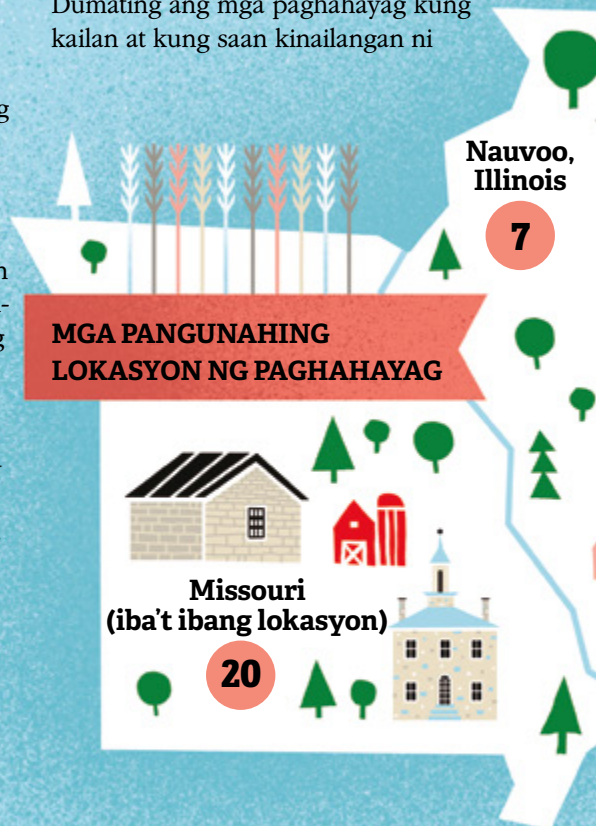 Dumating ang mga paghahayag kung
kailan at kung saan kinailangan ni
Nauvoo,
Illinois
7
MGA PANGUNAHING
LOKASYON NG PAGHAHAYAG
Missouri
(iba't ibang lokasyon)
20